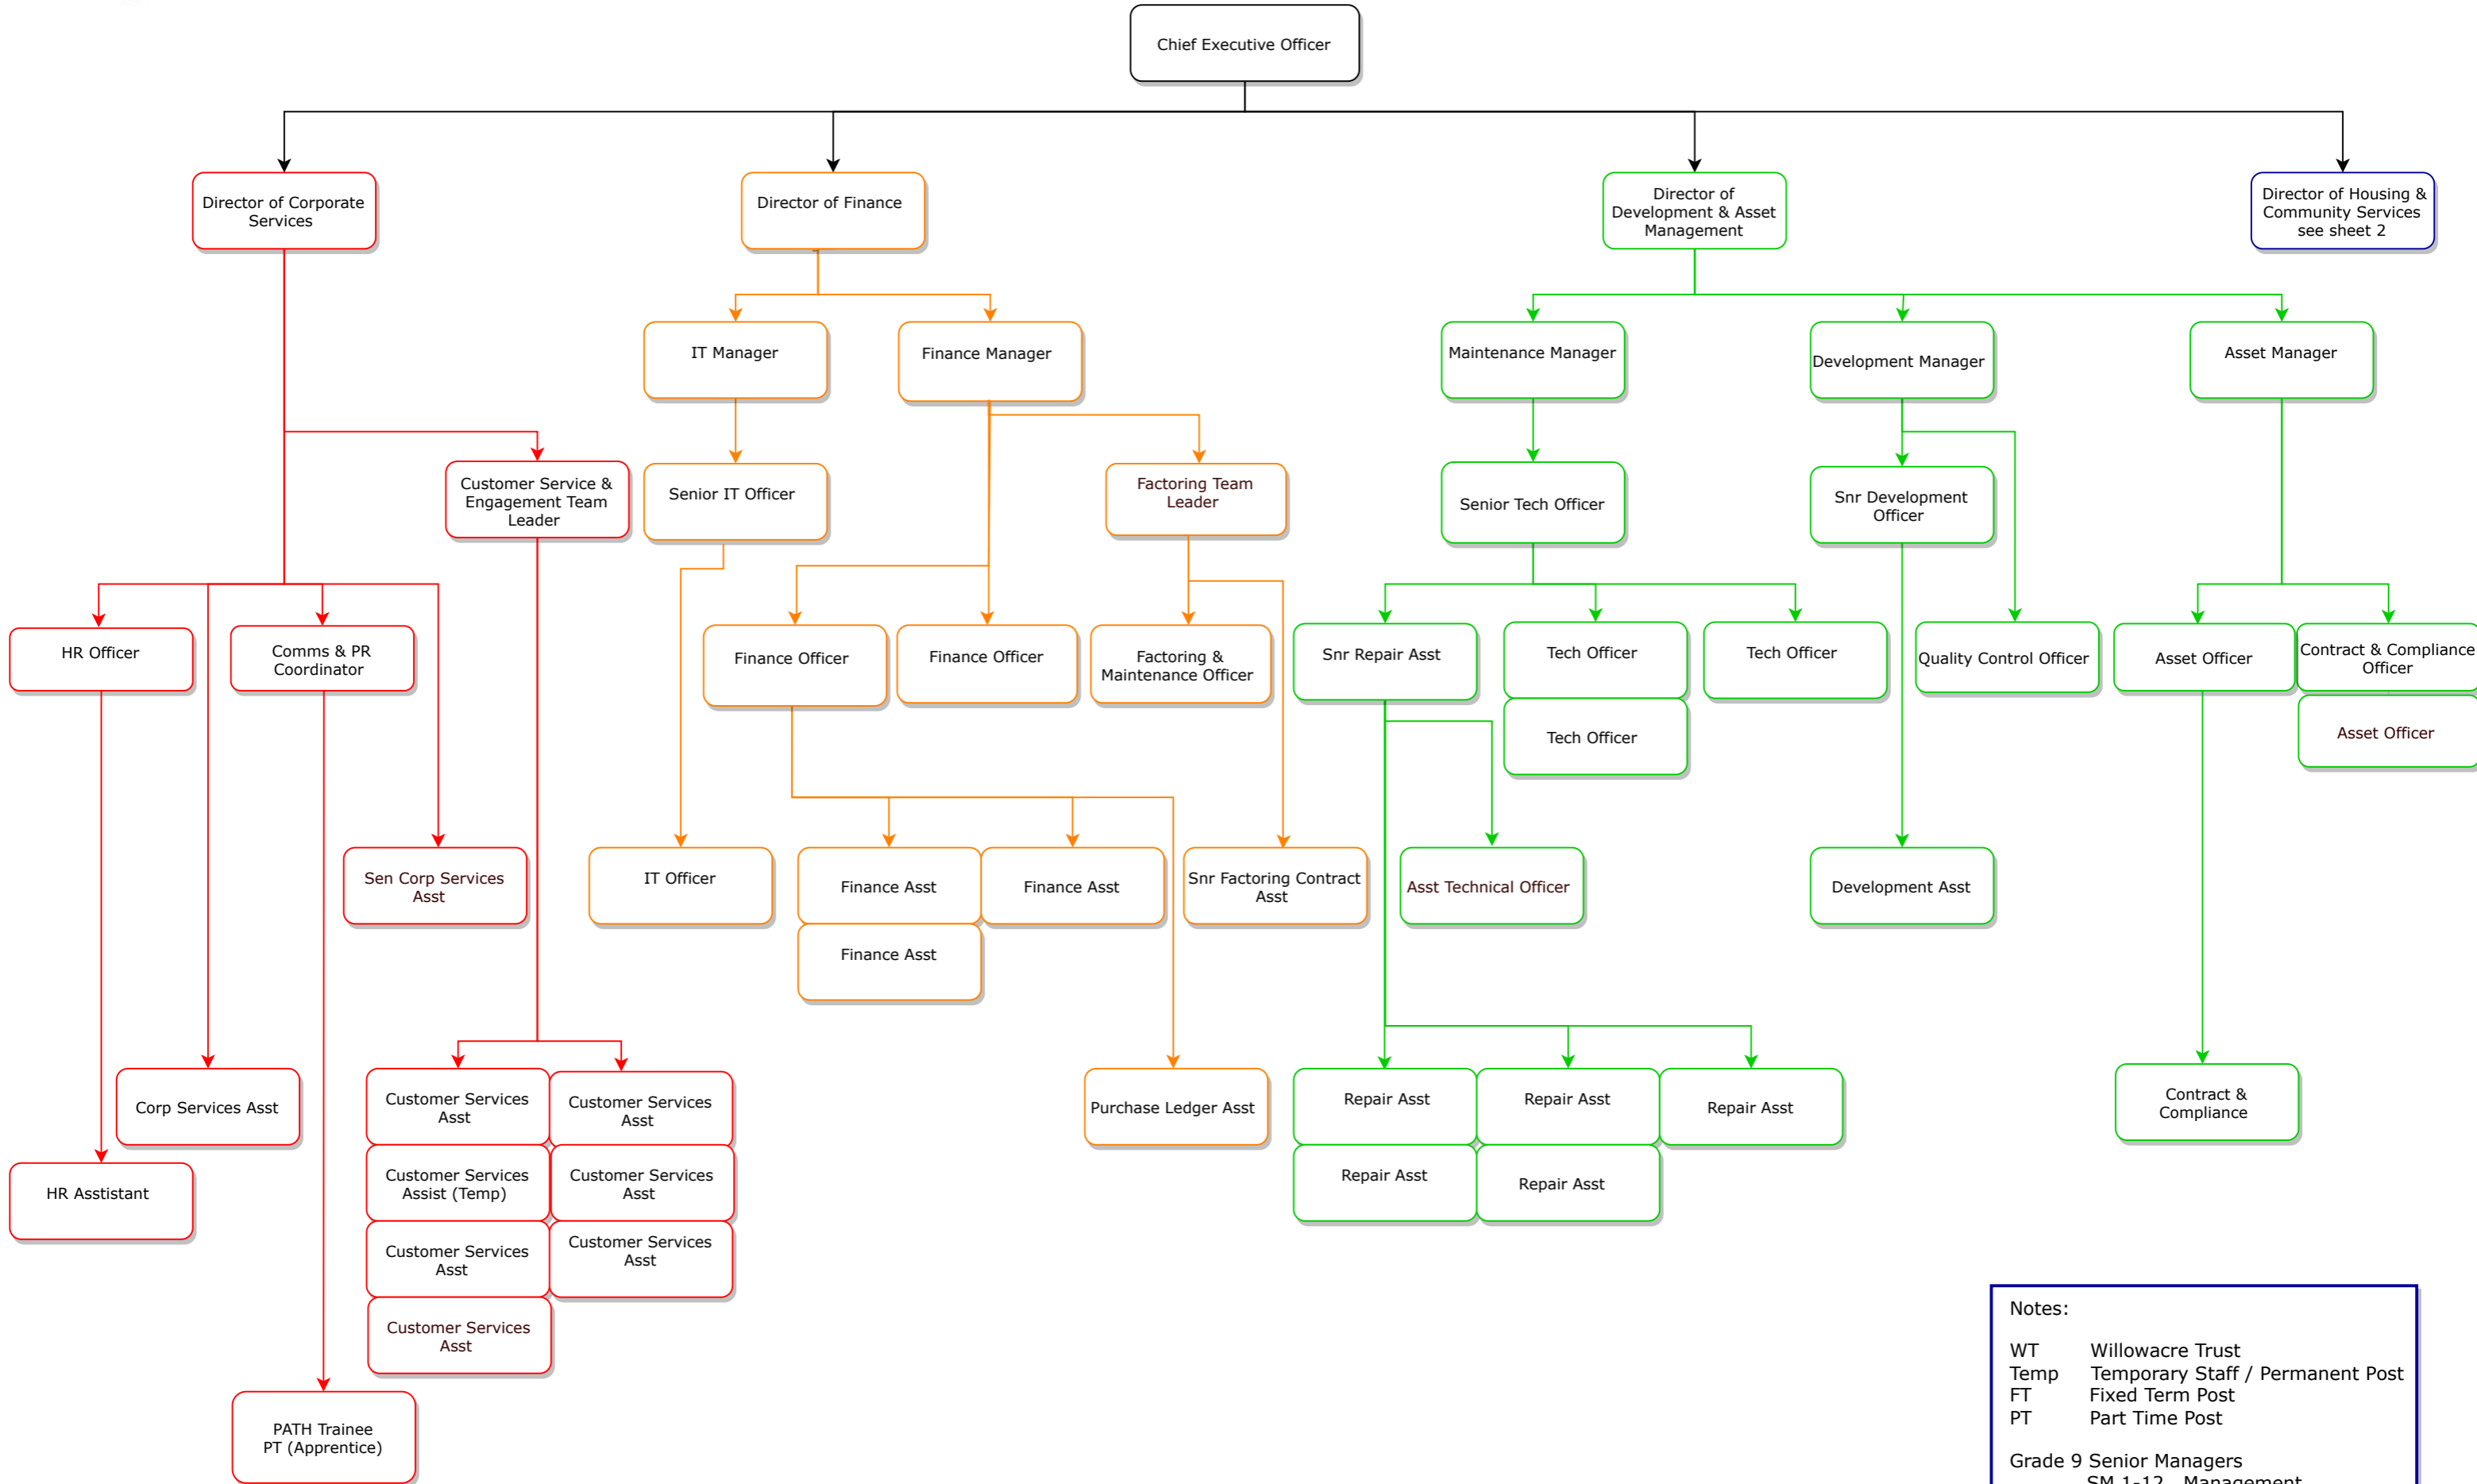 Chief Executive Officer
Director of Corporate
Services
Director of Finance
Director of
Development & Asset
Management
Director of Housing &
Community Services
see sheet 2
IT Manager
Finance Manager
Maintenance Manager
Development Manager
Asset Manager
Customer Service &
Engagement Team
Leader
Senior IT Officer
Factoring Team
Leader
Senior Tech Officer
Snr Development
Officer
HR Officer
Comms & PR
Coordinator
Finance Officer
Finance Officer
Factoring &
Maintenance Officer
Snr Repair Asst
Tech Officer
Tech Officer
Quality Control Officer
Asset Officer
Contract & Compliance
Officer
Tech Officer
Asset Officer
Sen Corp Services
Asst
IT Officer
Finance Asst
Finance Asst
Snr Factoring Contract
Asst
Asst Technical Officer
Development Asst
Finance Asst
Corp Services Asst
Customer Services
Asst
Customer Services
Asst
Purchase Ledger Asst
Repair Asst
Repair Asst
Repair Asst
Contract &
Compliance
HR Asstistant
Customer Services
Assist (Temp)
Customer Services
Asst
Repair Asst
Repair Asst
Customer Services
Asst
Customer Services
Asst
Customer Services
Asst
PATH Trainee
PT (Apprentice)
Notes:
WT Willowacre Trust
Temp Temporary Staff / Permanent Post
FT Fixed Term Post
PT Part Time Post
Grade 9 Senior Managers
SM 1-12 Management